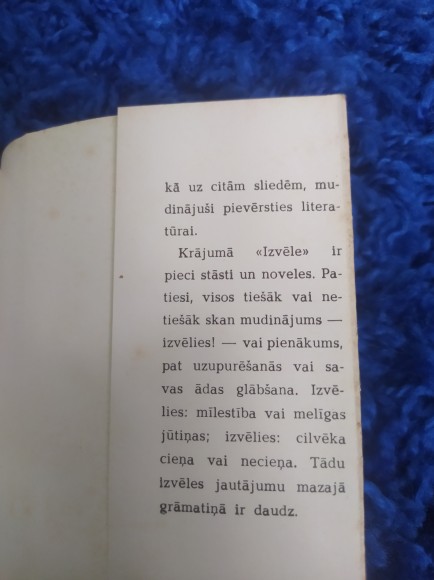 kā uz citām sliedēm, mu-
dinājuši pievērsties litera-
tūrai.
Krājumā «Izvēle» ir
pieci stāsti un noveles. Pa-
tiesi, visos tiešāk vai ne-
tiešāk skan mudinājums —
izvēlies! — vai pienākums,
pat uzupurēšanās vai sa-
vas ādas glābšana. Izvē-
lies: mīlestība vai melīgas
jūtiņas; izvēlies: cilvēka
cieņa vai necieņa. Tādu
izvēles jautājumu mazajā
grāmatiņā ir daudz.